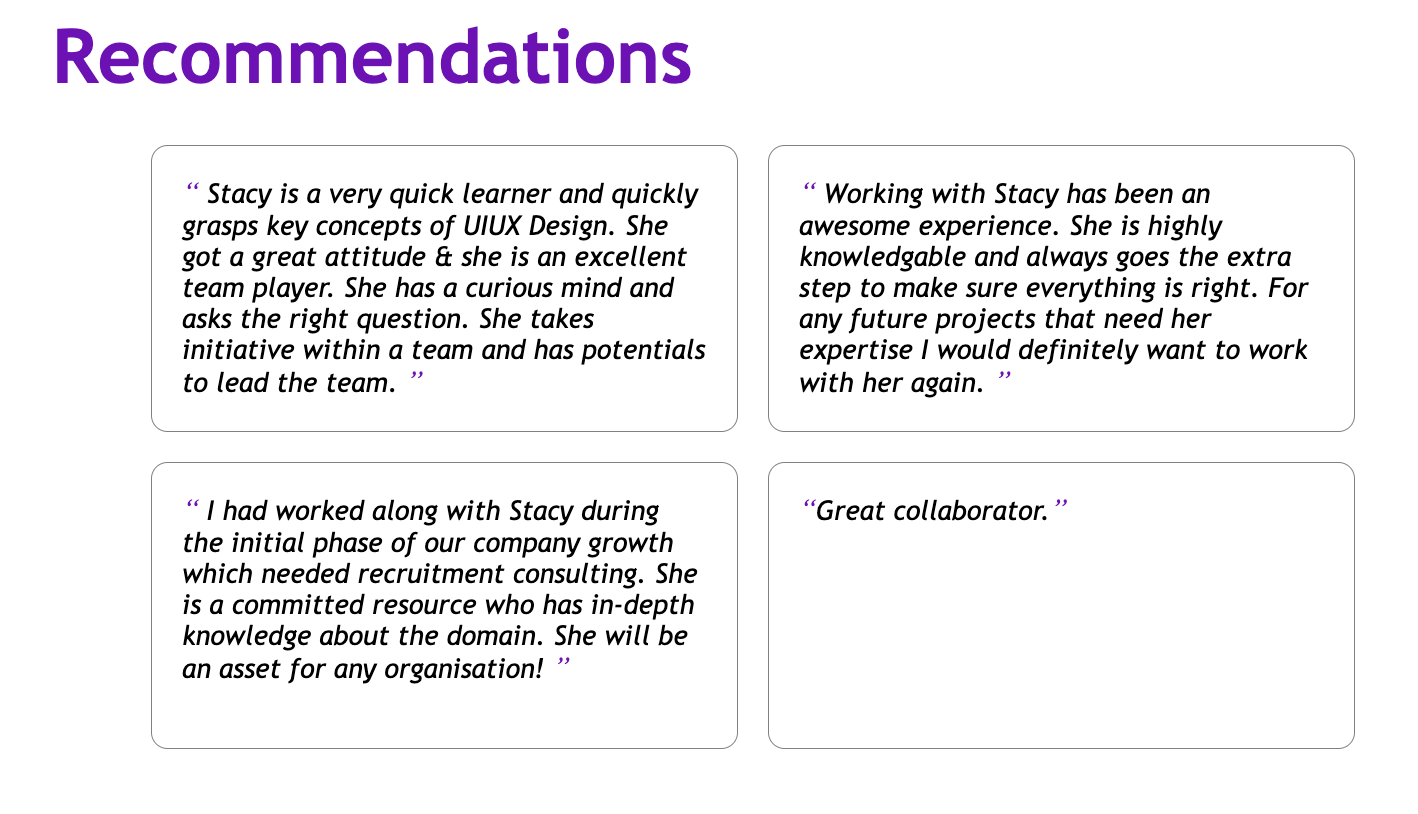 Recommendations
“ Stacy is a very quick learner and quickly
grasps key concepts of UIUX Design. She
got a great attitude & she is an excellent
team player. She has a curious mind and
asks the right question. She takes
initiative within a team and has potentials
to lead the team. ”
“ Working with Stacy has been an
awesome experience. She is highly
knowledgable and always goes the extra
step to make sure everything is right. For
any future projects that need her
expertise I would definitely want to work
with her again. ”
“ I had worked along with Stacy during
the initial phase of our company growth
which needed recruitment consulting. She
is a committed resource who has in-depth
knowledge about the domain. She will be
an asset for any organisation! ”
“Great collaborator.”